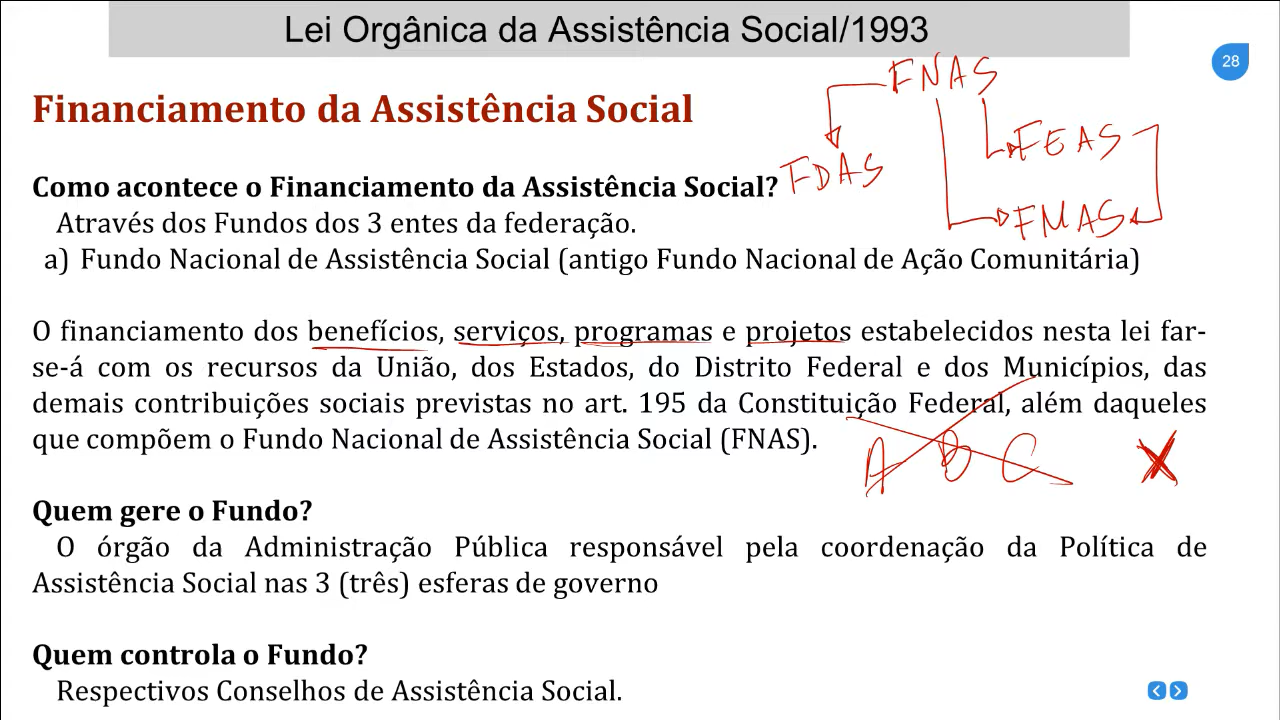 Lei Orgânica da Assistência Social/1993
28
FNAS
Financiamento da Assistência Social
FEAS
FDAS
Como acontece o Financiamento da Assistência Social?
FMAS
Através dos Fundos dos 3 entes da federação.
a) Fundo Nacional de Assistência Social (antigo Fundo Nacional de Ação Comunitária)
O financiamento dos benefícios, serviços, programas e projetos estabelecidos nesta lei far-
se-á com os recursos da União, dos Estados, do Distrito Federal e dos Municípios, das
demais contribuições sociais previstas no art. 195 da Constituição Federal, além daqueles
que compõem o Fundo Nacional de Assistência Social (FNAS).
A B C X
Quem gere o Fundo?
O órgão da Administração Pública responsável pela coordenação da Política de
Assistência Social nas 3 (três) esferas de governo
Quem controla o Fundo?
Respectivos Conselhos de Assistência Social.